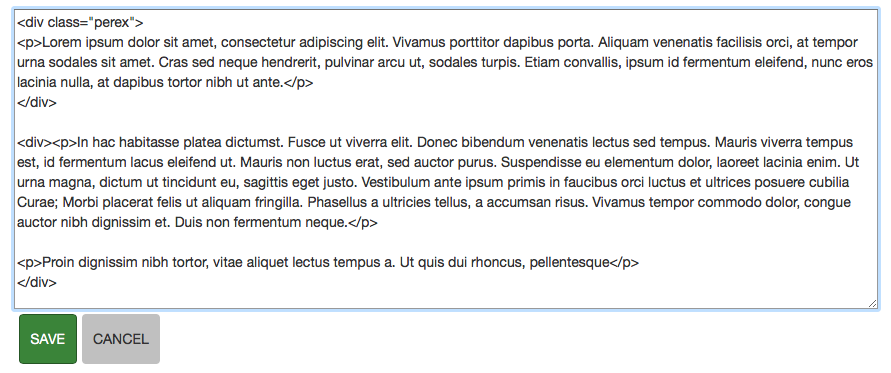 <div class="perex">
<p>Lorem ipsum dolor sit amet, consectetur adipiscing elit. Vivamus porttitor dapibus porta. Aliquam venenatis facilisis orci, at tempor
urna sodales sit amet. Cras sed neque hendrerit, pulvinar arcu ut, sodales turpis. Etiam convallis, ipsum id fermentum eleifend, nunc eros
lacinia nulla, at dapibus tortor nibh ut ante.</p>
</div>

<div><p>In hac habitasse platea dictumst. Fusce ut viverra elit. Donec bibendum venenatis lectus sed tempus. Mauris viverra tempus
est, id fermentum lacus eleifend ut. Mauris non luctus erat, sed auctor purus. Suspendisse eu elementum dolor, laoreet lacinia enim. Ut
urna magna, dictum ut tincidunt eu, sagittis eget justo. Vestibulum ante ipsum primis in faucibus orci luctus et ultrices posuere cubilia
Curae; Morbi placerat felis ut aliquam fringilla. Phasellus a ultricies tellus, a accumsan risus. Vivamus tempor commodo dolor, congue
auctor nibh dignissim et. Duis non fermentum neque.</p>

<p>Proin dignissim nibh tortor, vitae aliquet lectus tempus a. Ut quis dui rhoncus, pellentesque</p>
</div>
SAVE CANCEL